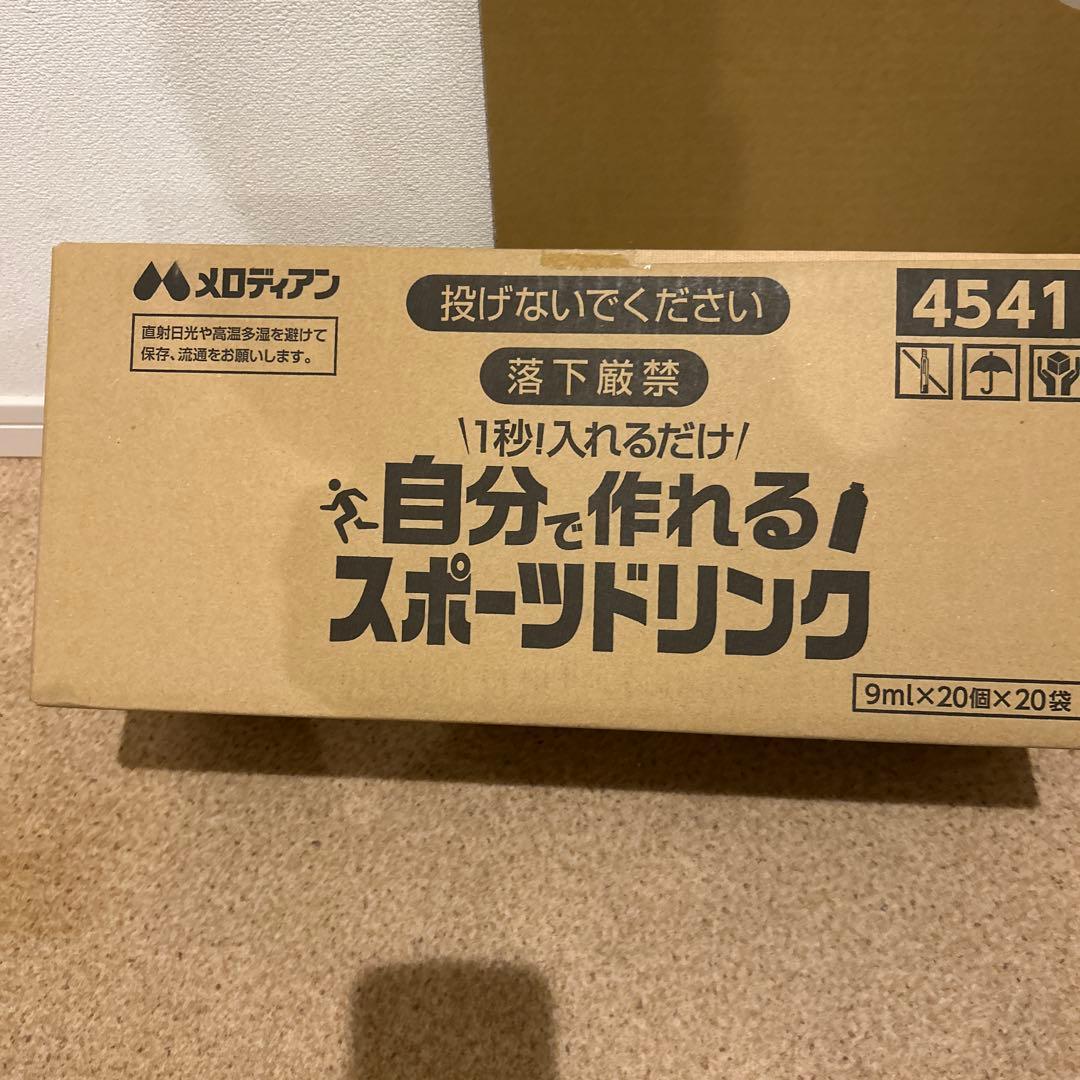 メロディアン
直射日光や高温多湿を避けて
保存、流通をお願いします。
投げないでください
落下厳禁
4541
\1秒!入れるだけ/
自分で作れる
スポーツドリンク
9ml×20個×20袋